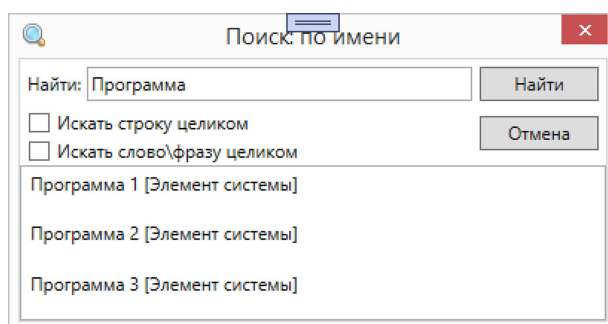 Поиск: по имени
Найти: Программа Найти
Искать строку целиком
Отмена
Искать слово\фразу целиком
Программа 1 [Элемент системы]
Программа 2 [Элемент системы]
Программа 3 [Элемент системы]